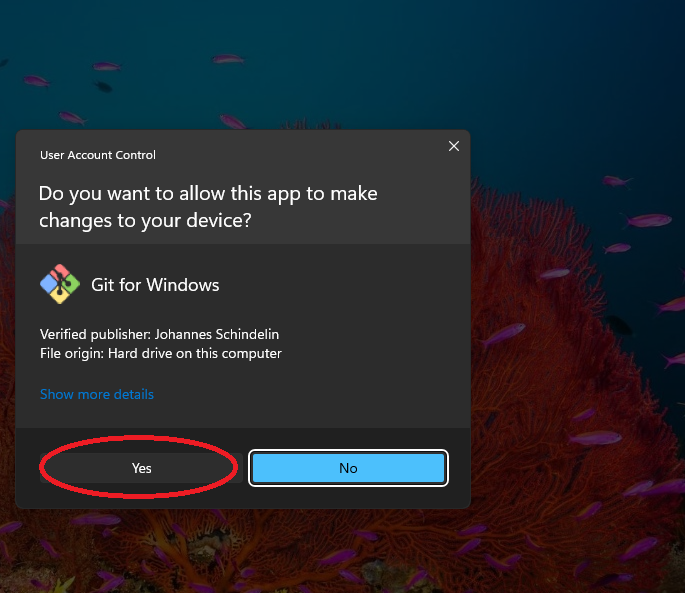 User Account Control
Do you want to allow this app to make
changes to your device?
Git for Windows
Verified publisher: Johannes Schindelin
File origin: Hard drive on this computer
Show more details
Yes
No